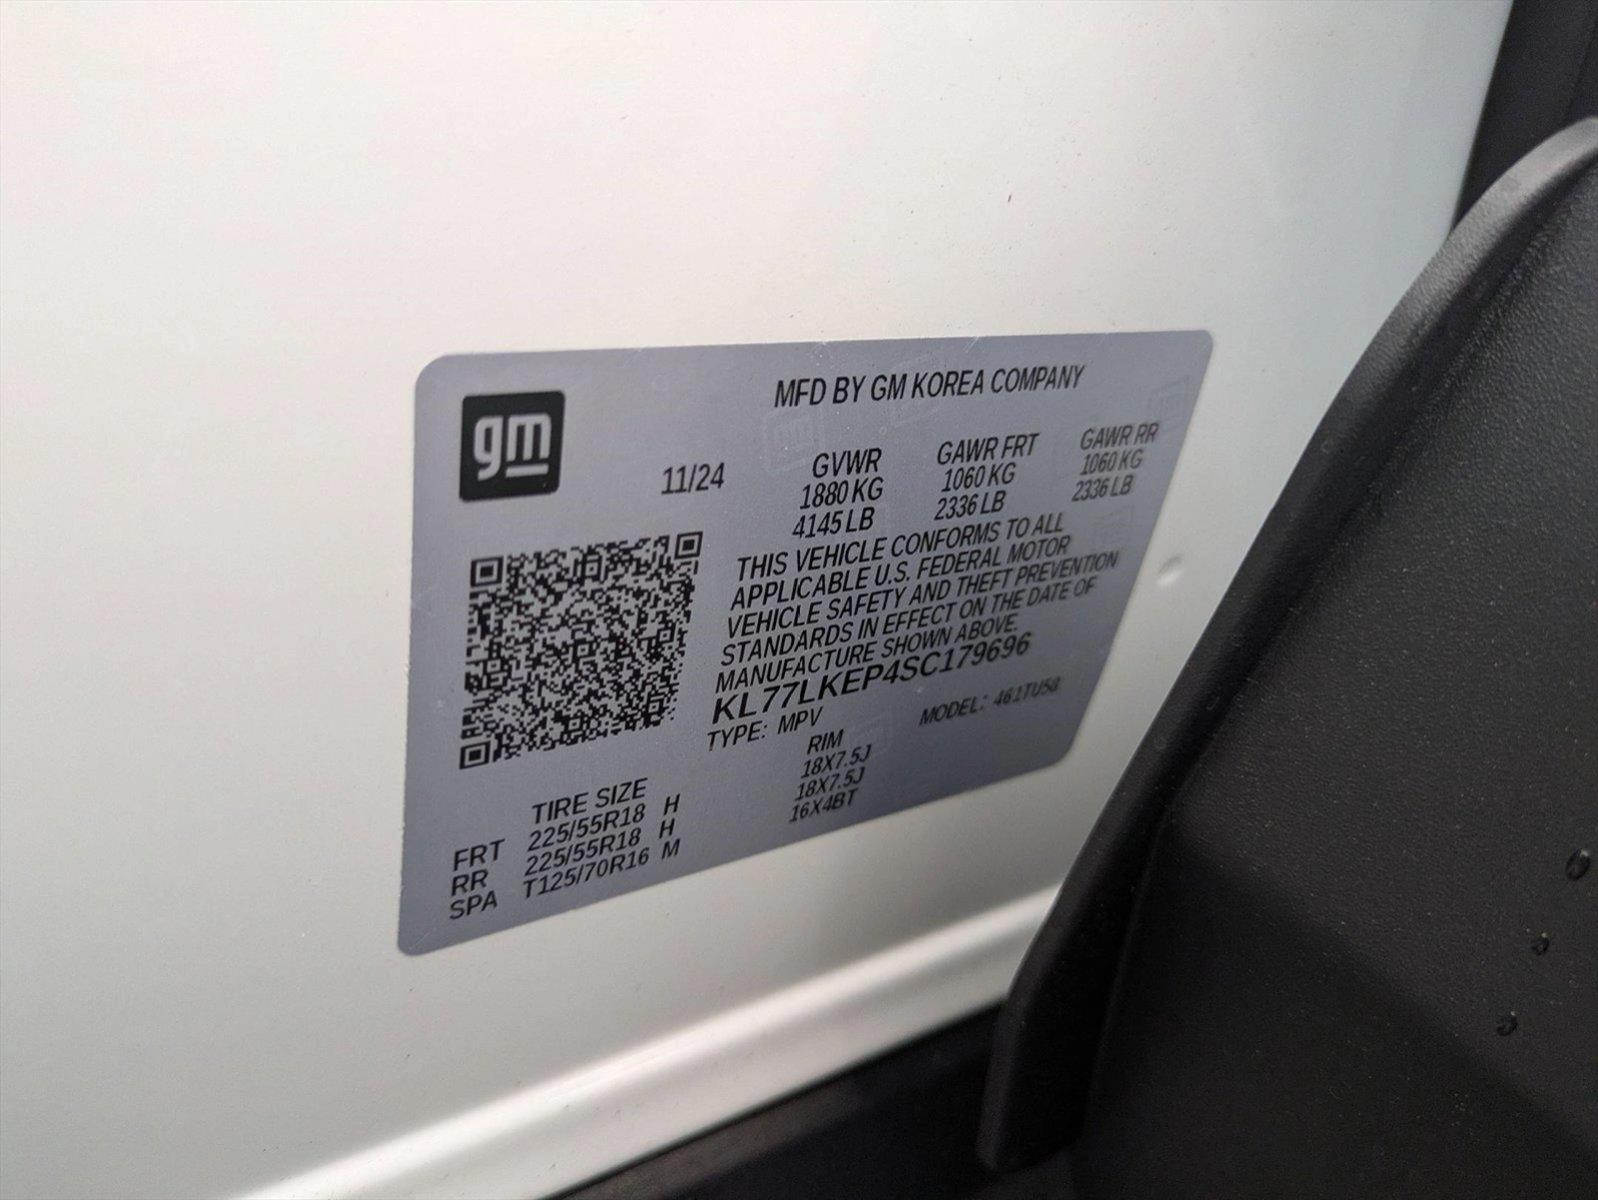 gm
MFD BY GM KOREA COMPANY
11/24
GVWR GAWR FRT GAWR RR
1880 KG 1060 KG 1060 KG
4145 LB 2336 LB 2336 LB
THIS VEHICLE CONFORMS TO ALL
APPLICABLE U.S. FEDERAL MOTOR
VEHICLE SAFETY AND THEFT PREVENTION
STANDARDS IN EFFECT ON THE DATE OF
MANUFACTURE SHOWN ABOVE.
KL77LKEP4SC179696
TYPE: MPV MODEL: 461TU58
TIRE SIZE RIM
FRT 225/55R18 H 18X7.5J
RR 225/55R18 H 18X7.5J
SPA T125/70R16 M 16X4BT